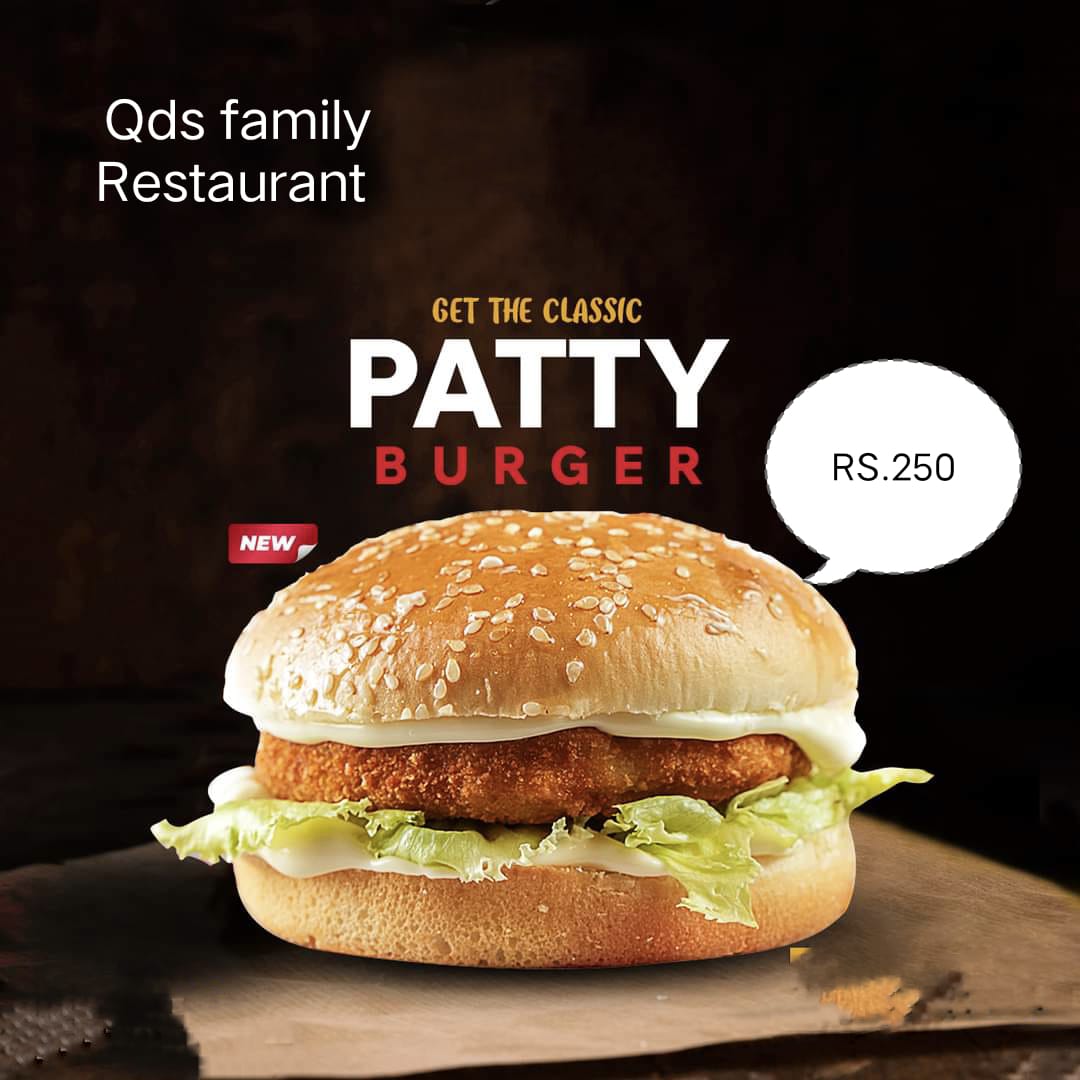 Qds family
Restaurant
GET THE CLASSIC
PATTY
BURGER
RS.250
NEW